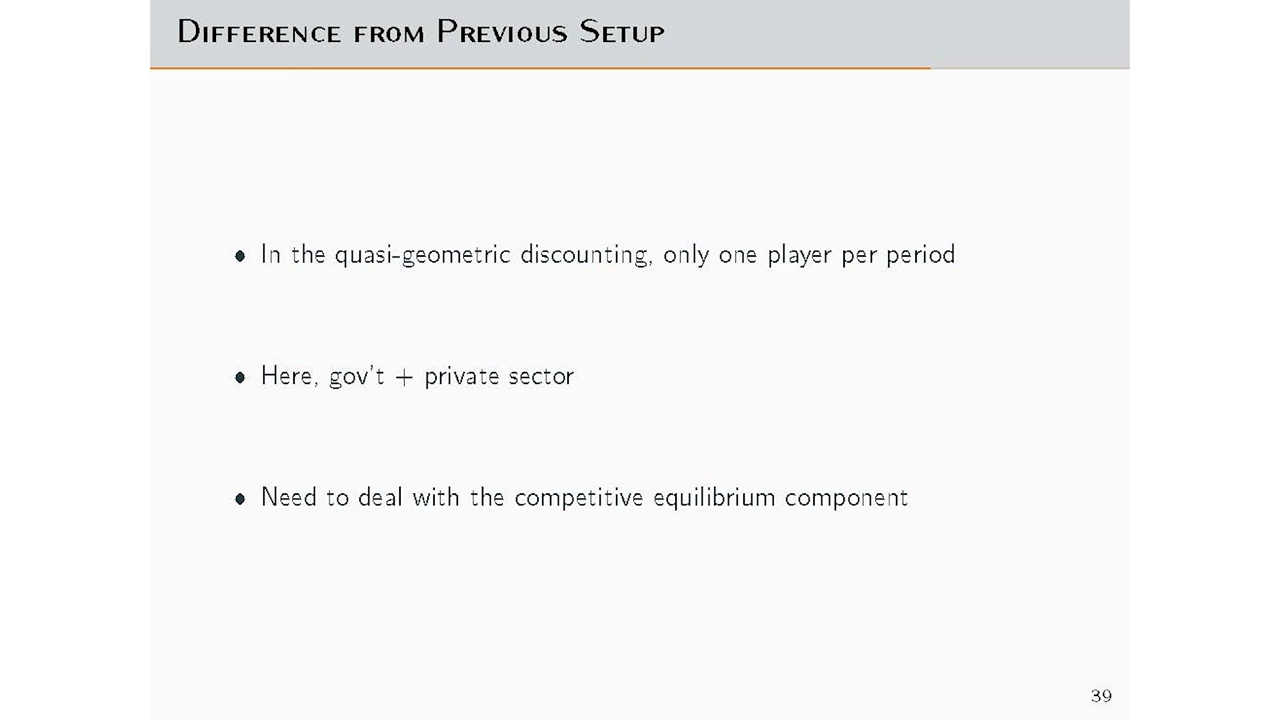 Difference from Previous Setup
• In the quasi-geometric discounting, only one player per period
• Here, gov't + private sector
• Need to deal with the competitive equilibrium component
39